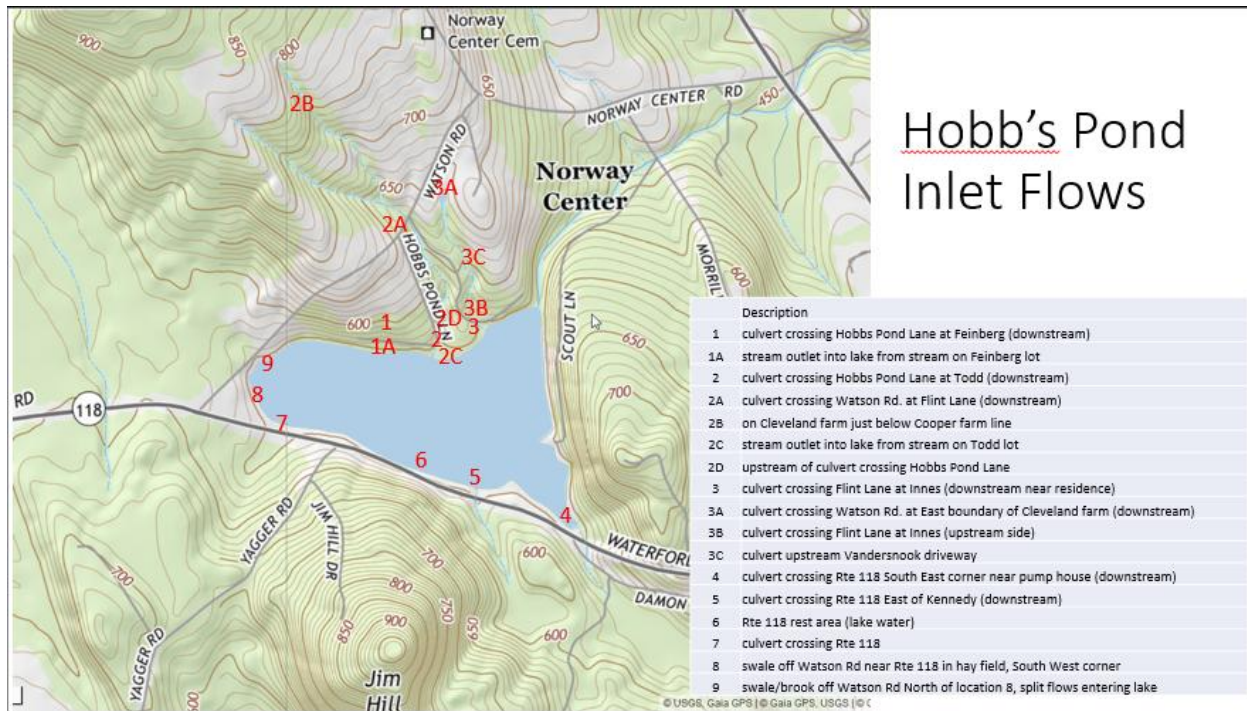 Hobb's Pond
Inlet Flows
Norway
Center Cem
900
850
800
2B
650
NORWAY CENTER RD
450
700
WATSON RD
650
3A
Norway
Center
2A
HOBBS POND LN
3C
MORRILL
600
SCOUT LN
3B
2D
3
600
1
1A
2
2C
650
9
8
700
RD
118
7
6
5
4
YAGGER RD
JIM HILL DR
600
WATERFORD
DAMON
700
700
800
750
650
900
850
600
YAGGER RD
600
Jim
Hill
Description
1 culvert crossing Hobbs Pond Lane at Feinberg (downstream)
1A stream outlet into lake from stream on Feinberg lot
2 culvert crossing Hobbs Pond Lane at Todd (downstream)
2A culvert crossing Watson Rd. at Flint Lane (downstream)
2B on Cleveland farm just below Cooper farm line
2C stream outlet into lake from stream on Todd lot
2D upstream of culvert crossing Hobbs Pond Lane
3 culvert crossing Flint Lane at Innes (downstream near residence)
3A culvert crossing Watson Rd. at East boundary of Cleveland farm (downstream)
3B culvert crossing Flint Lane at Innes (upstream side)
3C culvert upstream Vandersnook driveway
4 culvert crossing Rte 118 South East corner near pump house (downstream)
5 culvert crossing Rte 118 East of Kennedy (downstream)
6 Rte 118 rest area (lake water)
7 culvert crossing Rte 118
8 swale off Watson Rd near Rte 118 in hay field, South West corner
9 swale/brook off Watson Rd North of location 8, split flows entering lake
© USGS, Gaia GPS | © Gaia GPS, USGS | ©